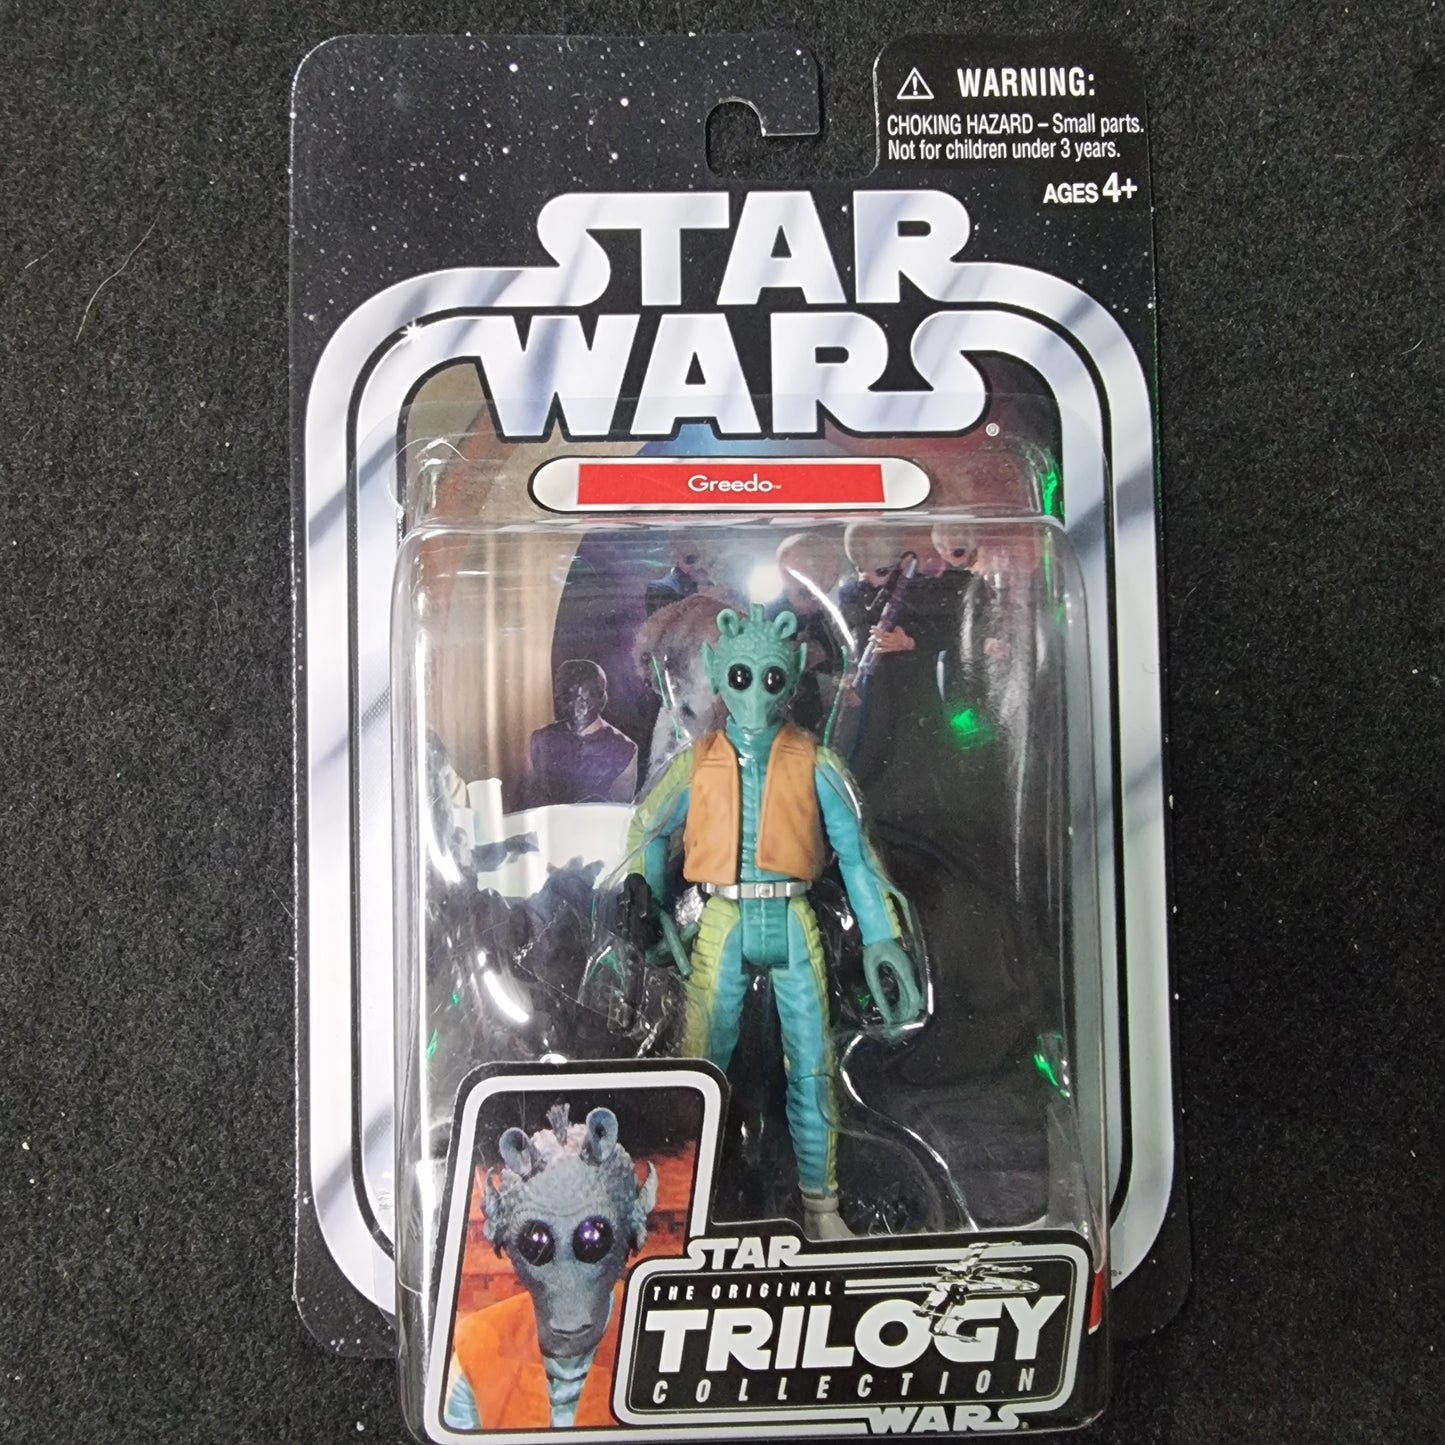 WARNING:
CHOKING HAZARD – Small parts.
Not for children under 3 years.
AGES 4+
STAR
WARS®
Greedo™
STAR
THE ORIGINAL
TRILOGY
COLLECTION
WARS®